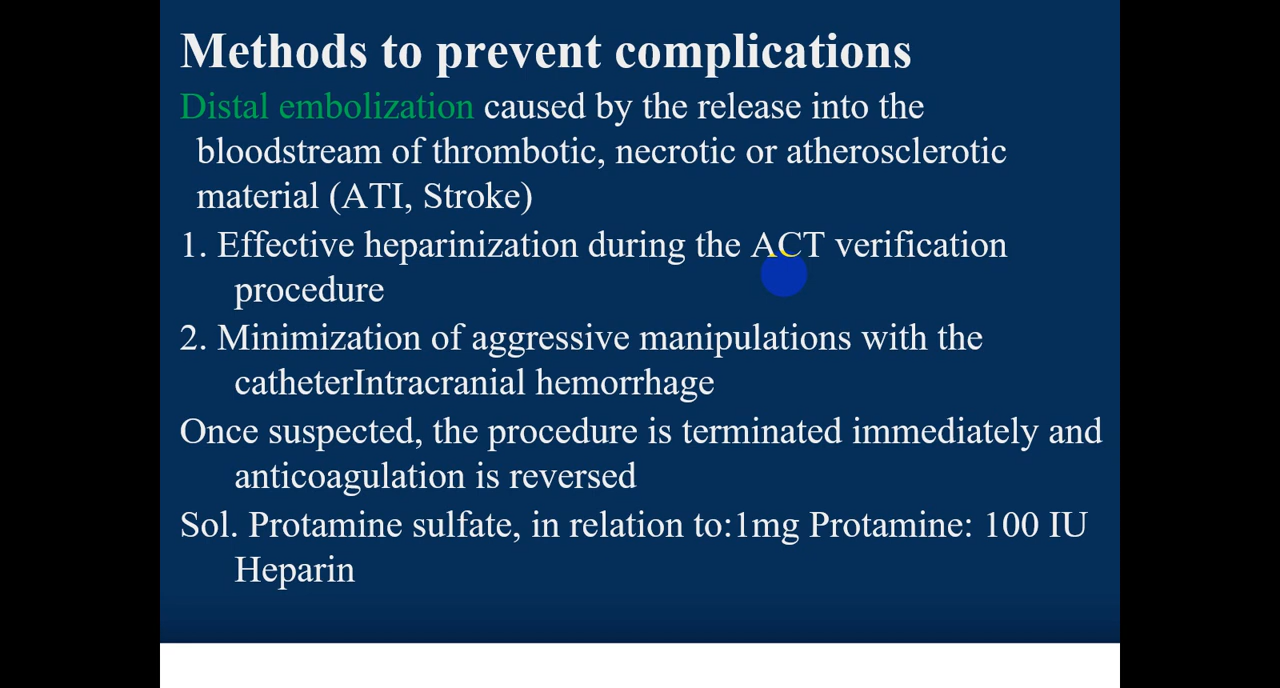 Methods to prevent complications
Distal embolization caused by the release into the
bloodstream of thrombotic, necrotic or atherosclerotic
material (ATI, Stroke)
1. Effective heparinization during the ACT verification
procedure
2. Minimization of aggressive manipulations with the
catheterIntracranial hemorrhage
Once suspected, the procedure is terminated immediately and
anticoagulation is reversed
Sol. Protamine sulfate, in relation to:1mg Protamine: 100 IU
Heparin